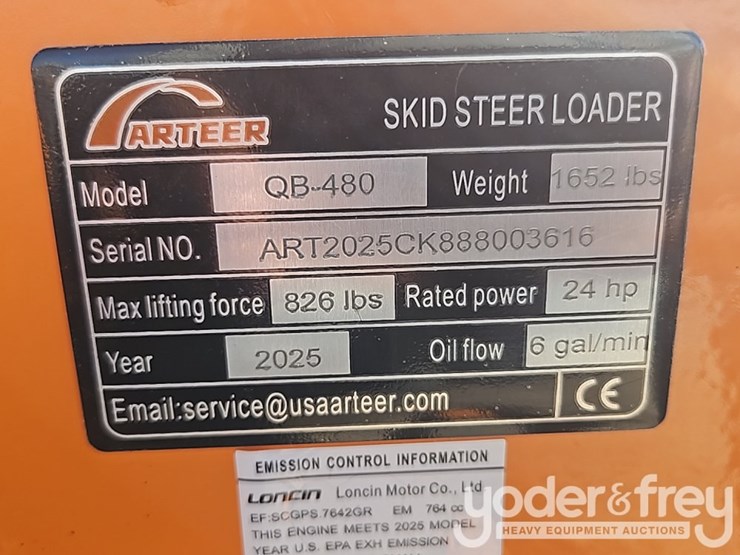 ARTEER SKID STEER LOADER
Model QB-480 Weight 1652 lbs
Serial NO. ART2025CK888003616
Max lifting force 826 lbs Rated power 24 hp
Year 2025 Oil flow 6 gal/min
Email:service@usaarteer.com CE
EMISSION CONTROL INFORMATION
LONCIN Loncin Motor Co., Ltd
EF:SCGPS.7642GR EM 764 cc
THIS ENGINE MEETS 2025 MODEL
YEAR U.S. EPA EXH EMISSION
yoder&frey
HEAVY EQUIPMENT AUCTIONS